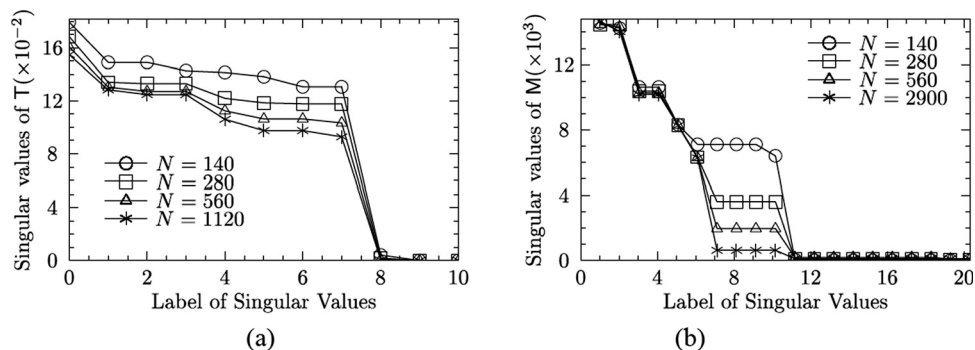 Singular values of T(×10⁻²)
16
12
8
4
0
N = 140
N = 280
N = 560
N = 1120
0 2 4 6 8 10
Label of Singular Values
(a)
Singular values of M(×10³)
12
8
4
0
N = 140
N = 280
N = 560
N = 2900
0 4 8 12 16 20
Label of Singular Values
(b)